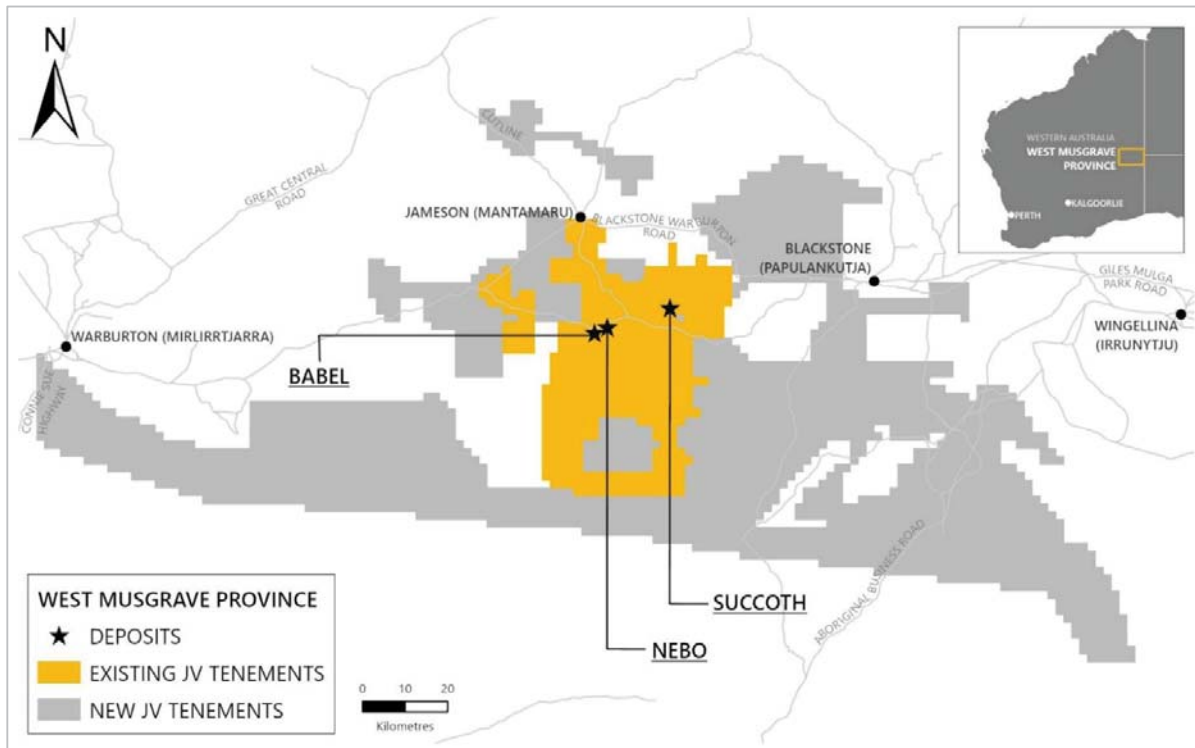 N
CUTLINE
GREAT CENTRAL
ROAD
JAMESON (MANTAMARU)
BLACKSTONE WARBURTON
ROAD
BLACKSTONE
(PAPULANKUTJA)
GILES MULGA
PARK ROAD
WINGELLINA
(IRRUNYTJU)
WARBURTON (MIRLIRRTJARRA)
CONNIE SUE
HIGHWAY
BABEL
SUCCOTH
NEBO
ABORIGINAL BUSINESS ROAD
WESTERN AUSTRALIA
WEST MUSGRAVE
PROVINCE
KALGOORLIE
PERTH
WEST MUSGRAVE PROVINCE
DEPOSITS
EXISTING JV TENEMENTS
NEW JV TENEMENTS
0 10 20
Kilometres